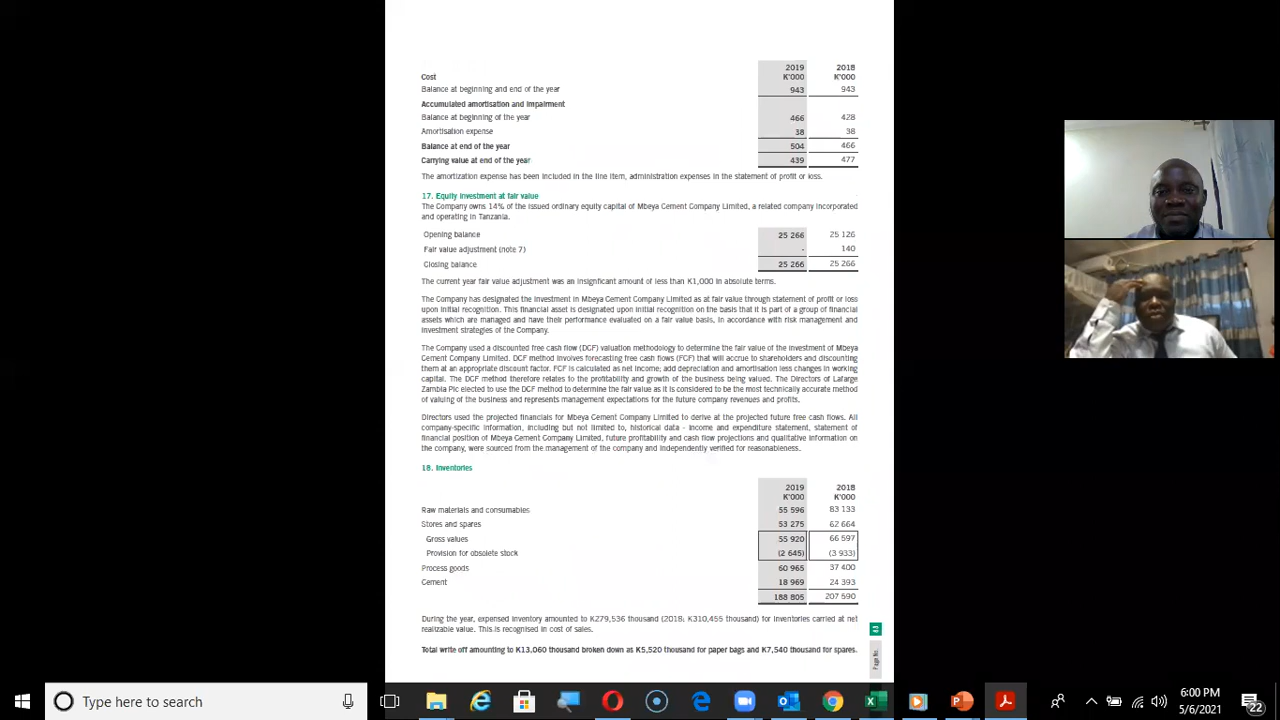 2019 2018
Cost K'000 K'000
Balance at beginning and end of the year 943 943
Accumulated amortisation and impairment
Balance at beginning of the year 466 428
Amortisation expense 38 38
Balance at end of the year 504 466
Carrying value at end of the year 439 477
The amortization expense has been included in the line item, administration expenses in the statement of profit or loss.
17. Equity investment at fair value
The Company owns 14% of the issued ordinary equity capital of Mbeya Cement Company Limited, a related company incorporated
and operating in Tanzania.
Opening balance 25 266 25 126
Fair value adjustment (note 7) - 140
Closing balance 25 266 25 266
The current year fair value adjustment was an insignficant amount of less than K1,000 in absolute terms.
The Company has designated the investment in Mbeya Cement Company Limited as at fair value through statement of profit or loss
upon initial recognition. This financial asset is designated upon initial recognition on the basis that it is part of a group of financial
assets which are managed and have their performance evaluated on a fair value basis, in accordance with risk management and
investment strategies of the Company.
The Company used a discounted free cash flow (DCF) valuation methodology to determine the fair value of the investment of Mbeya
Cement Company Limited. DCF method involves forecasting free cash flows (FCF) that will accrue to shareholders and discounting
them at an appropriate discount factor. FCF is calculated as net income; add depreciation and amortisation less changes in working
capital. The DCF method therefore relates to the profitability and growth of the business being valued. The Directors of Lafarge
Zambia Plc elected to use the DCF method to determine the fair value as it is considered to be the most technically accurate method
of valuing of the business and represents management expectations for the future company revenues and profits.
Directors used the projected financials for Mbeya Cement Company Limited to derive at the projected future free cash flows. All
company-specific information, including but not limited to, historical data - income and expenditure statement, statement of
financial position of Mbeya Cement Company Limited, future profitability and cash flow projections and qualitative information on
the company, were sourced from the management of the company and independently verified for reasonableness.
18. Inventories
2019 2018
K'000 K'000
Raw materials and consumables 55 596 83 133
Stores and spares 53 275 62 664
Gross values 55 920 66 597
Provision for obsolete stock (2 645) (3 933)
Process goods 60 965 37 400
Cement 18 969 24 393
188 805 207 590
During the year, expensed inventory amounted to K279,536 thousand (2018: K310,455 thousand) for inventories carried at net
realizable value. This is recognised in cost of sales.
Total write off amounting to K13,060 thousand broken down as K5,520 thousand for paper bags and K7,540 thousand for spares.
Page No. 63
Type here to search
6:00 PM
5/6/2021
22